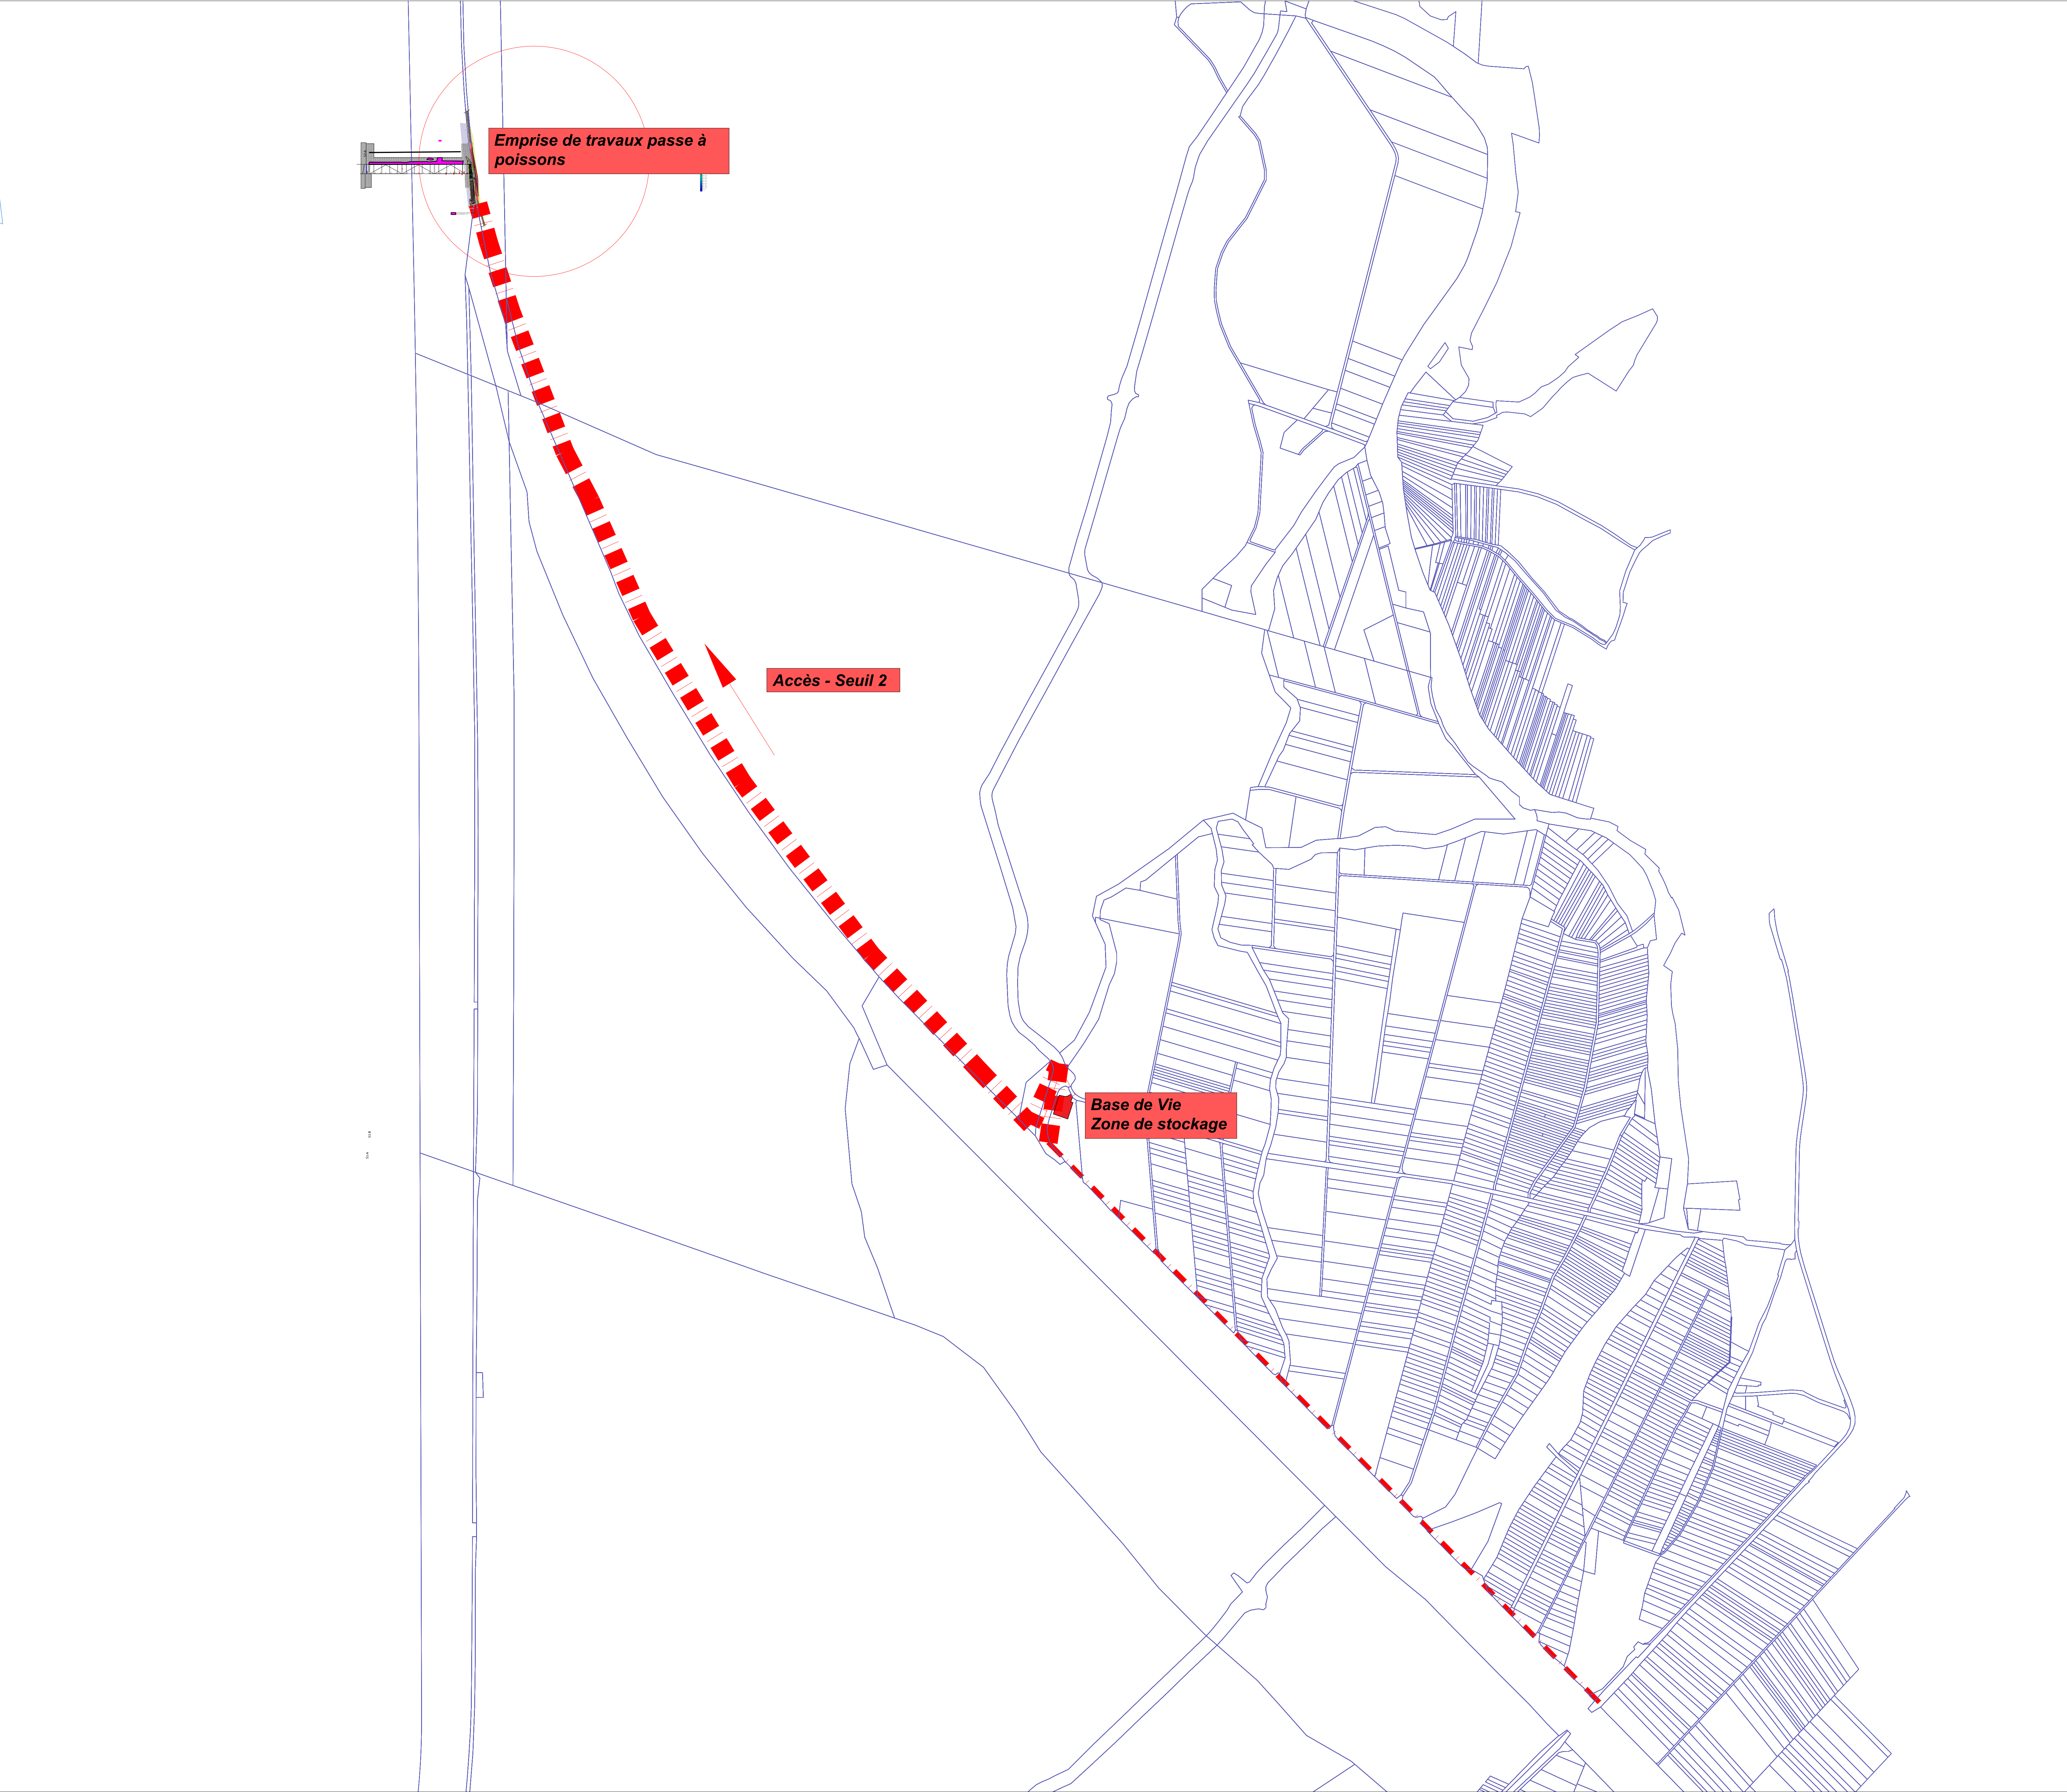 Emprise de travaux passe à
poissons
Accès - Seuil 2
Base de Vie
Zone de stockage